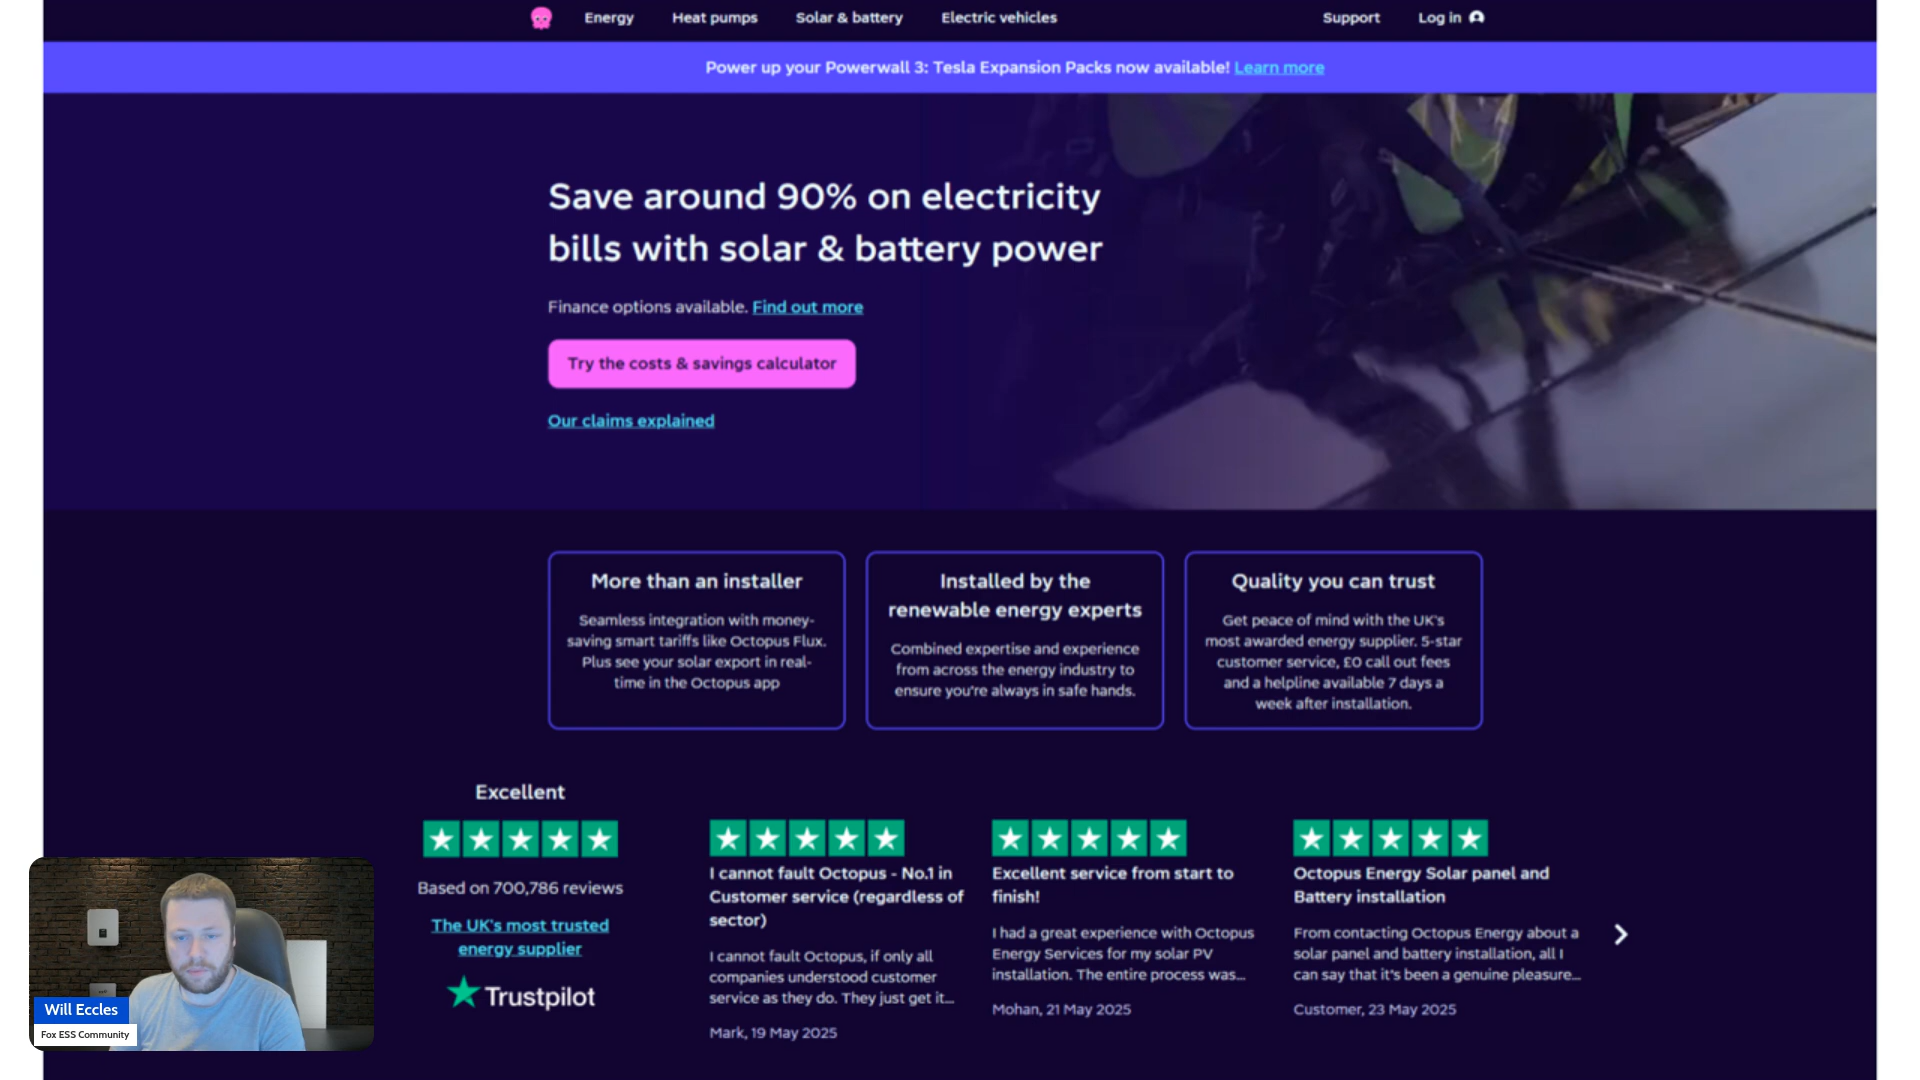 Energy
Heat pumps
Solar & battery
Electric vehicles
Support
Log in
Power up your Powerwall 3: Tesla Expansion Packs now available! Learn more
Save around 90% on electricity
bills with solar & battery power
Finance options available. Find out more
Try the costs & savings calculator
Our claims explained
More than an installer
Seamless integration with money-
saving smart tariffs like Octopus Flux.
Plus see your solar export in real-
time in the Octopus app
Installed by the
renewable energy experts
Combined expertise and experience
from across the energy industry to
ensure you're always in safe hands.
Quality you can trust
Get peace of mind with the UK's
most awarded energy supplier. 5-star
customer service, £0 call out fees
and a helpline available 7 days a
week after installation.
Excellent
Based on 700,786 reviews
The UK's most trusted
energy supplier
Trustpilot
I cannot fault Octopus - No.1 in
Customer service (regardless of
sector)
I cannot fault Octopus, if only all
companies understood customer
service as they do. They just get it...
Mark, 19 May 2025
Excellent service from start to
finish!
I had a great experience with Octopus
Energy Services for my solar PV
installation. The entire process was...
Mohan, 21 May 2025
Octopus Energy Solar panel and
Battery installation
From contacting Octopus Energy about a
solar panel and battery installation, all I
can say that it's been a genuine pleasure...
Customer, 23 May 2025
Will Eccles
Fox ESS Community